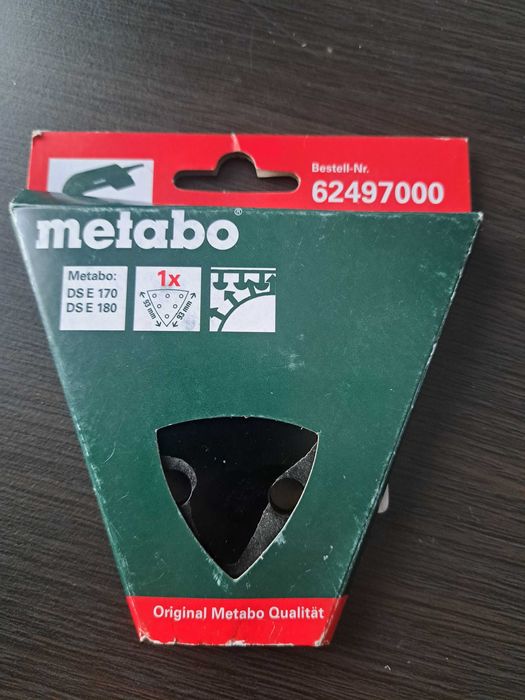 Bestell-Nr.
62497000
metabo®
Metabo:
DS E 170
DS E 180
1x
93 mm
93 mm
Original Metabo Qualität